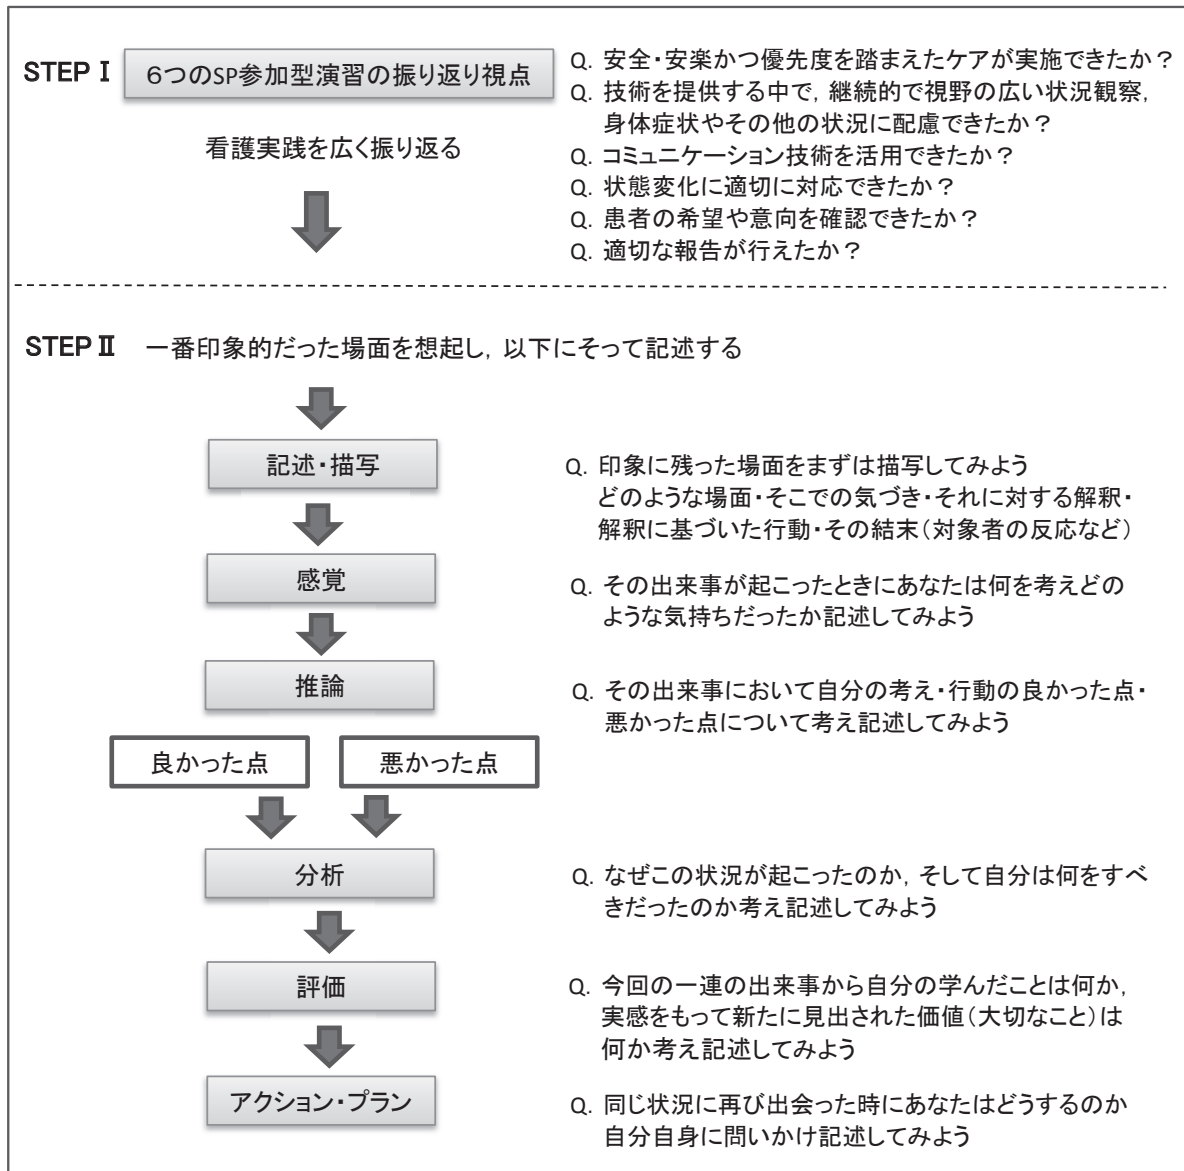 STEP Ⅰ
6つのSP参加型演習の振り返り視点
看護実践を広く振り返る
Q. 安全・安楽かつ優先度を踏まえたケアが実施できたか？
Q. 技術を提供する中で, 継続的で視野の広い状況観察,
身体症状やその他の状況に配慮できたか？
Q. コミュニケーション技術を活用できたか？
Q. 状態変化に適切に対応できたか？
Q. 患者の希望や意向を確認できたか？
Q. 適切な報告が行えたか？
STEP Ⅱ 一番印象的だった場面を想起し, 以下にそって記述する
記述・描写
Q. 印象に残った場面をまずは描写してみよう
どのような場面・そこでの気づき・それに対する解釈・
解釈に基づいた行動・その結末（対象者の反応など）
感覚
Q. その出来事が起こったときにあなたは何を考えどの
ような気持ちだったか記述してみよう
推論
Q. その出来事において自分の考え・行動の良かった点・
悪かった点について考え記述してみよう
良かった点
悪かった点
分析
Q. なぜこの状況が起こったのか, そして自分は何をすべ
きだったのか考え記述してみよう
評価
Q. 今回の一連の出来事から自分の学んだことは何か,
実感をもって新たに見出された価値（大切なこと）は
何か考え記述してみよう
アクション・プラン
Q. 同じ状況に再び出会った時にあなたはどうするのか
自分自身に問いかけ記述してみよう